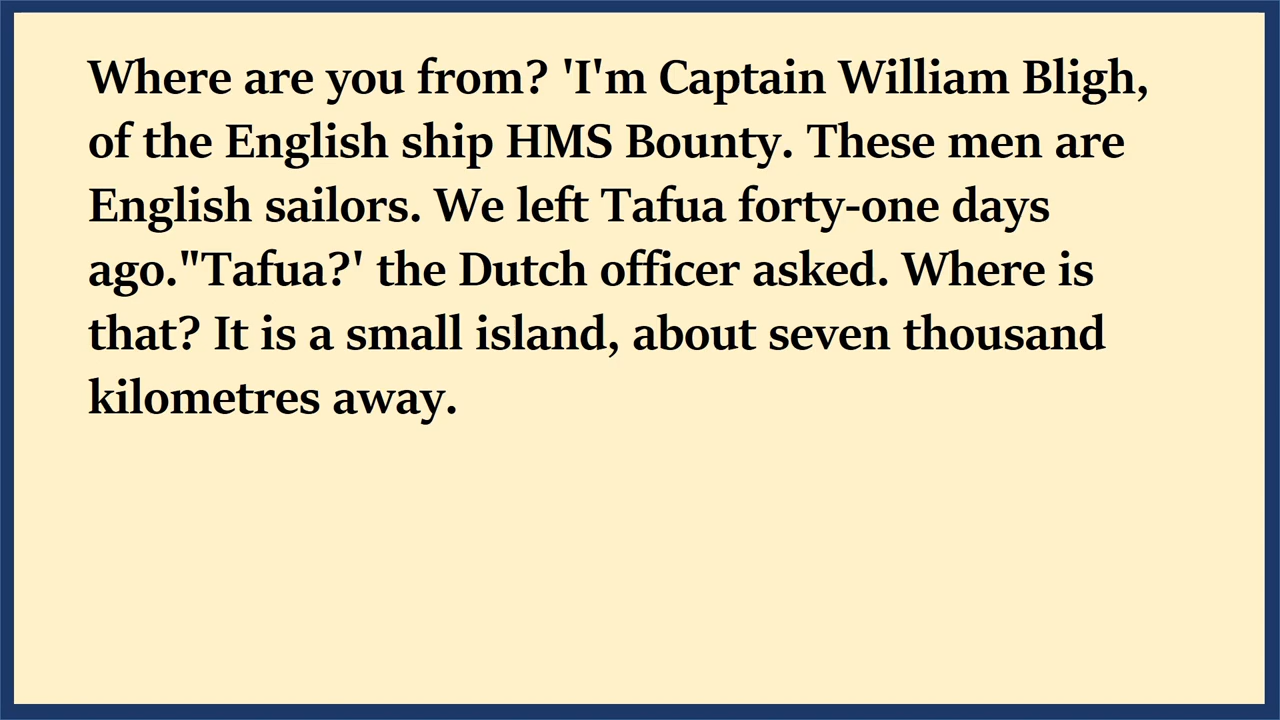 Where are you from? 'I'm Captain William Bligh,
of the English ship HMS Bounty. These men are
English sailors. We left Tafua forty-one days
ago."Tafua?' the Dutch officer asked. Where is
that? It is a small island, about seven thousand
kilometres away.